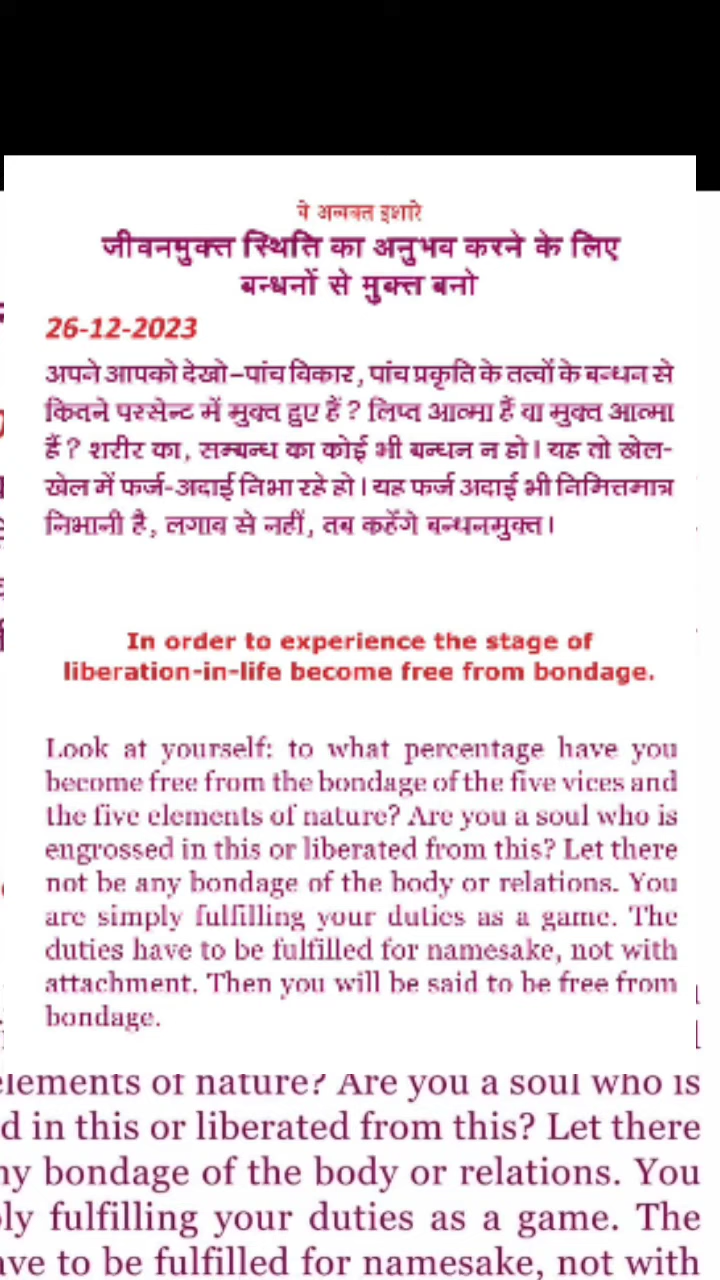 ये अव्यक्त इशारे
जीवनमुक्त स्थिति का अनुभव करने के लिए
बन्धनों से मुक्त बनो
26-12-2023
अपने आपको देखो–पांच विकार, पांच प्रकृति के तत्वों के बन्धन से
कितने परसेन्ट में मुक्त हुए हैं? लिप्त आत्मा हैं वा मुक्त आत्मा
हैं? शरीर का, सम्बन्ध का कोई भी बन्धन न हो। यह तो खेल-
खेल में फर्ज-अदाई निभा रहे हो। यह फर्ज अदाई भी निमित्तमात्र
निभानी है, लगाव से नहीं, तब कहेंगे बन्धनमुक्त।
In order to experience the stage of
liberation-in-life become free from bondage.
Look at yourself: to what percentage have you
become free from the bondage of the five vices and
the five elements of nature? Are you a soul who is
engrossed in this or liberated from this? Let there
not be any bondage of the body or relations. You
are simply fulfilling your duties as a game. The
duties have to be fulfilled for namesake, not with
attachment. Then you will be said to be free from
bondage.
elements of nature? Are you a soul who is
d in this or liberated from this? Let there
ny bondage of the body or relations. You
ly fulfilling your duties as a game. The
ave to be fulfilled for namesake, not with